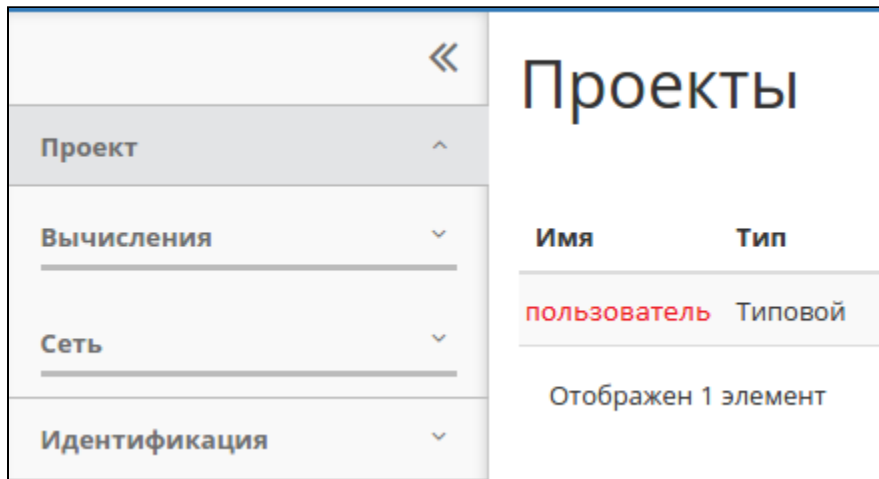 Проект
Вычисления
Сеть
Идентификация
Проекты
Имя Тип
пользователь Типовой
Отображен 1 элемент